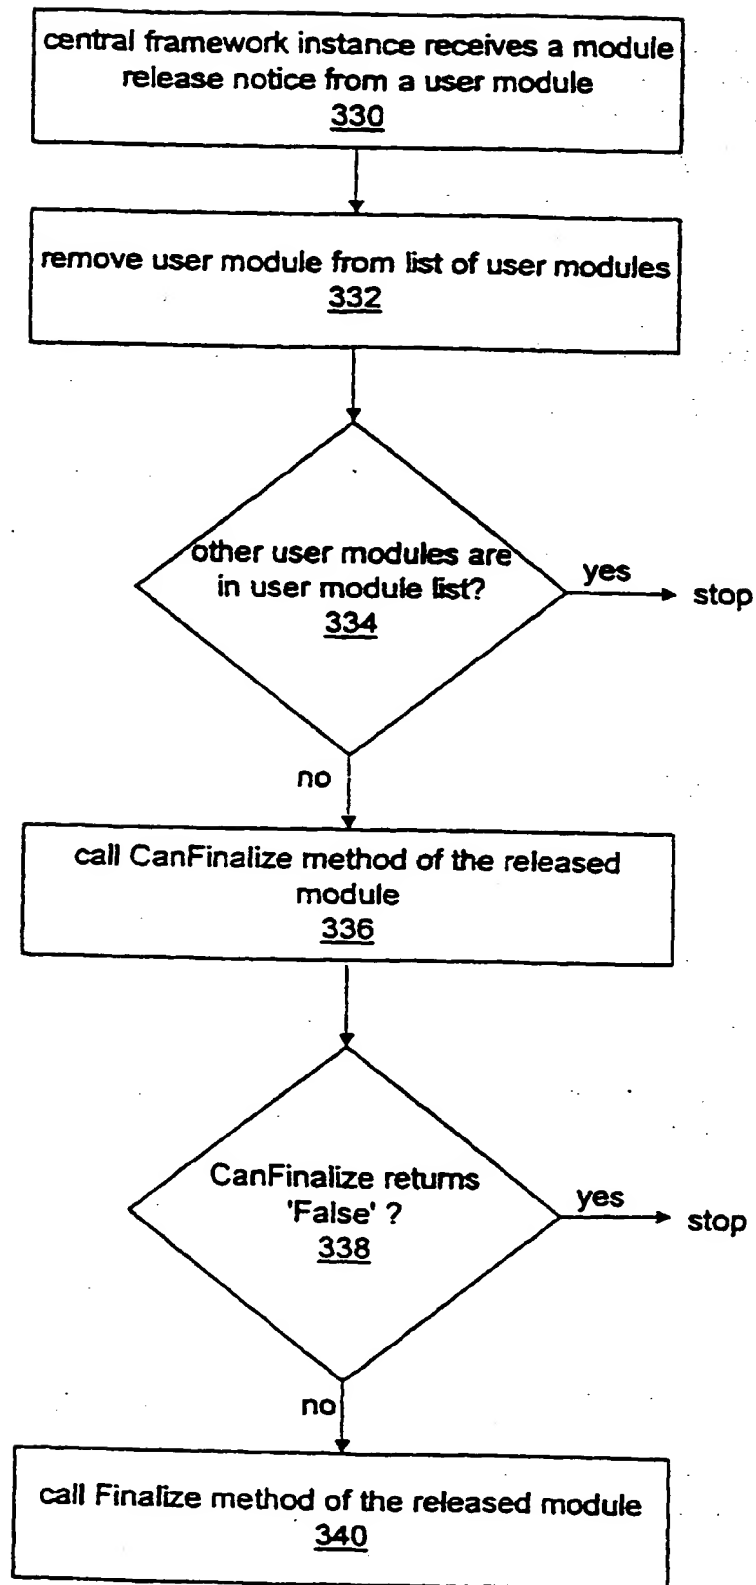 central framework instance receives a module
release notice from a user module
330
remove user module from list of user modules
332
other user modules are
in user module list?
334
yes
stop
no
call CanFinalize method of the released
module
336
CanFinalize returns
'False' ?
338
yes
stop
no
call Finalize method of the released module
340